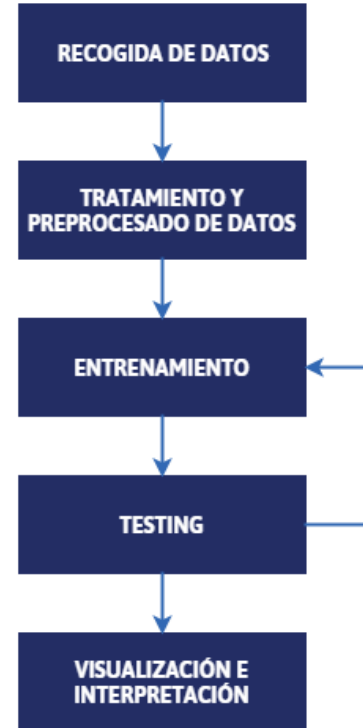 RECOGIDA DE DATOS
TRATAMIENTO Y
PREPROCESADO DE DATOS
ENTRENAMIENTO
TESTING
VISUALIZACIÓN E
INTERPRETACIÓN